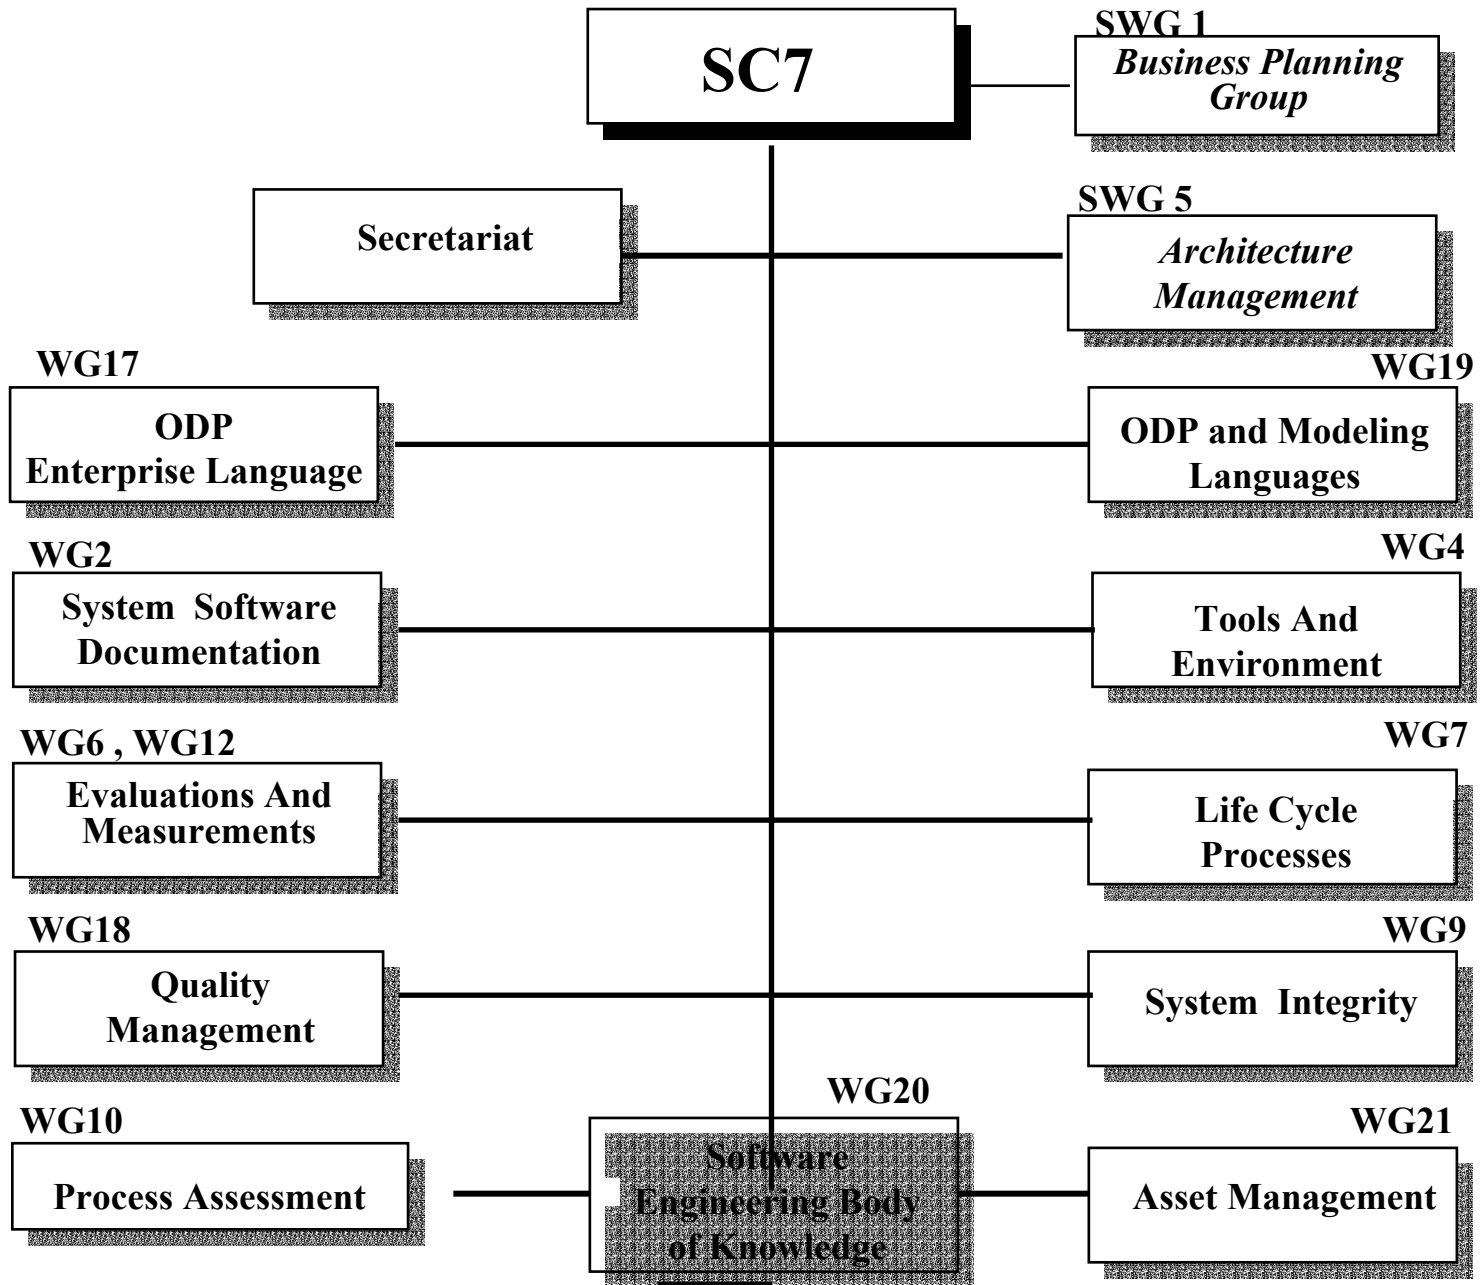 SC7
SWG 1
Business Planning
Group
Secretariat
SWG 5
Architecture
Management
WG17
ODP
Enterprise Language
WG19
ODP and Modeling
Languages
WG2
System Software
Documentation
WG4
Tools And
Environment
WG6 , WG12
Evaluations And
Measurements
WG7
Life Cycle
Processes
WG18
Quality
Management
WG9
System Integrity
WG10
Process Assessment
WG20
Software
Engineering Body
of Knowledge
WG21
Asset Management